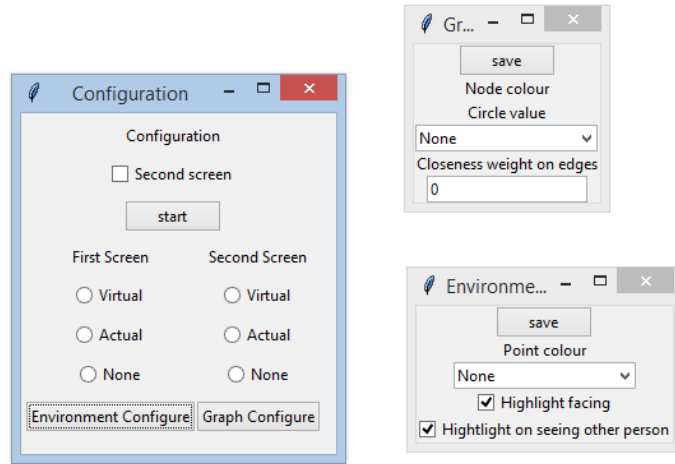 Configuration
Configuration
Second screen
start
First Screen Second Screen
Virtual Virtual
Actual Actual
None None
Environment Configure Graph Configure
Gr...
save
Node colour
Circle value
None
Closeness weight on edges
0
Environme...
save
Point colour
None
Highlight facing
Hightlight on seeing other person